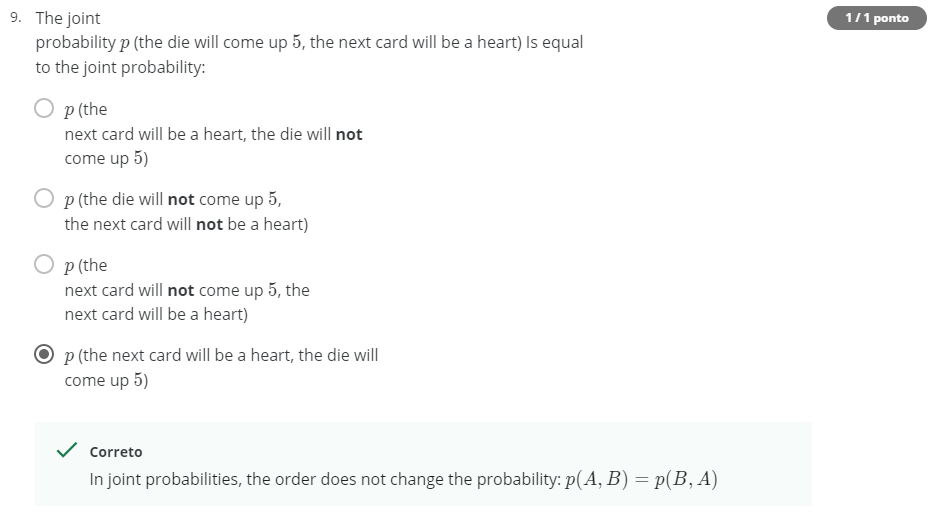 9. The joint
1 / 1 ponto
probability p (the die will come up 5, the next card will be a heart) Is equal
to the joint probability:
p (the
next card will be a heart, the die will not
come up 5)
p (the die will not come up 5,
the next card will not be a heart)
p (the
next card will not come up 5, the
next card will be a heart)
p (the next card will be a heart, the die will
come up 5)
Correto
In joint probabilities, the order does not change the probability: p(A, B) = p(B, A)